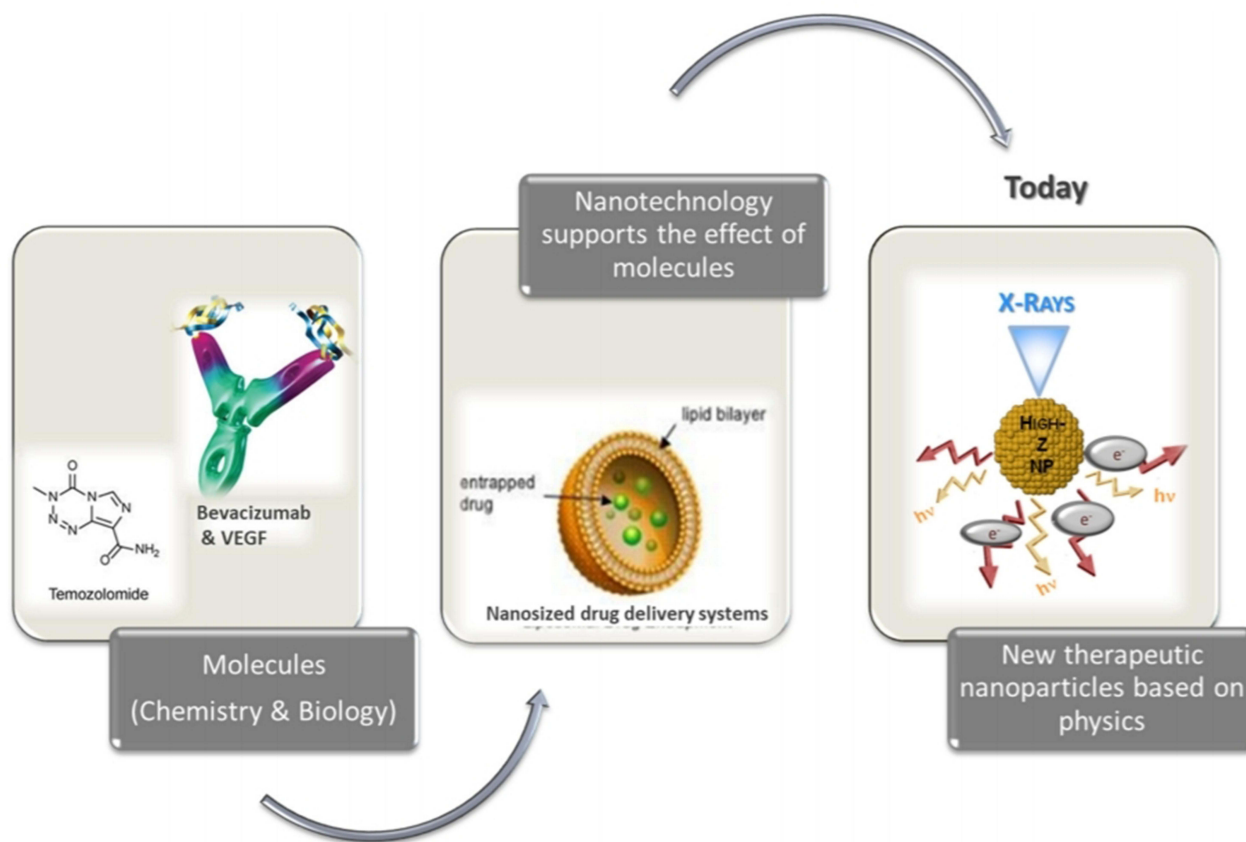 Molecules
(Chemistry & Biology)
Bevacizumab
& VEGF
O
N
N
N
N
N
O
NH2
Temozolomide
Nanotechnology
supports the effect of
molecules
lipid bilayer
entrapped
drug
Nanosized drug delivery systems
Today
X-RAYS
HIGH-
Z
NP
e-
hν
hν
e-
e-
hν
New therapeutic
nanoparticles based on
physics